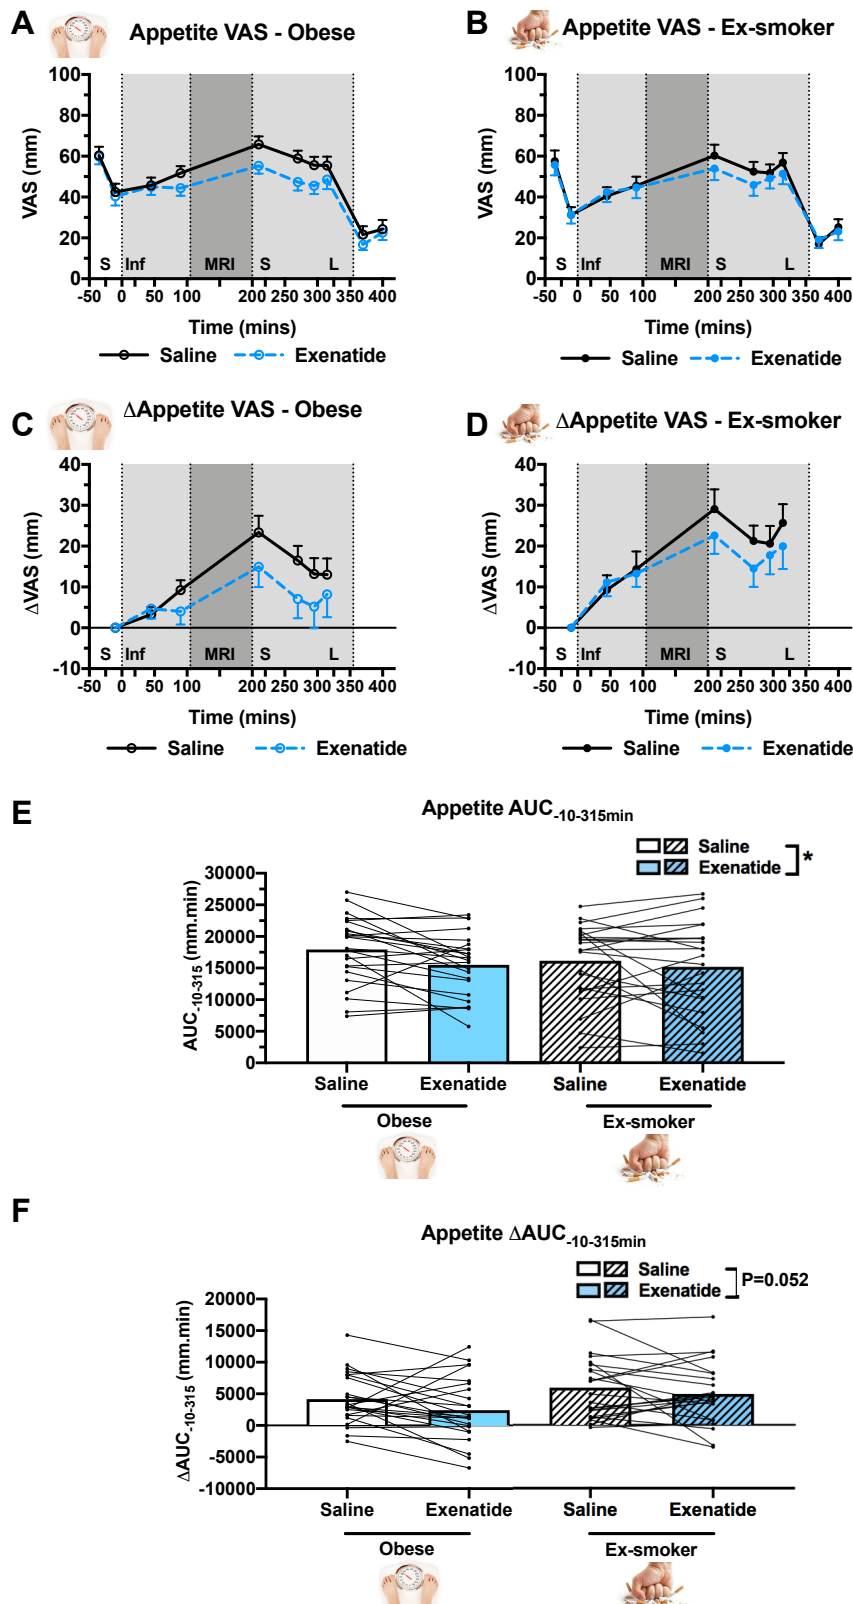 A
Appetite VAS - Obese
100
80
60
40
20
0
VAS (mm)
S
Inf
MRI
S
L
-50 0 50 100 200 250 300 350 400
Time (mins)
Saline
Exenatide
B
Appetite VAS - Ex-smoker
100
80
60
40
20
0
VAS (mm)
S
Inf
MRI
S
L
-50 0 50 100 200 250 300 350 400
Time (mins)
Saline
Exenatide
C
ΔAppetite VAS - Obese
40
30
20
10
0
-10
ΔVAS (mm)
S
Inf
MRI
S
L
-50 0 50 100 200 250 300 350 400
Time (mins)
Saline
Exenatide
D
ΔAppetite VAS - Ex-smoker
40
30
20
10
0
-10
ΔVAS (mm)
S
Inf
MRI
S
L
-50 0 50 100 200 250 300 350 400
Time (mins)
Saline
Exenatide
E
Appetite AUC-10-315min
Saline
Exenatide
*
30000
25000
20000
15000
10000
5000
0
AUC-10-315 (mm.min)
Saline Exenatide Saline Exenatide
Obese Ex-smoker
F
Appetite ΔAUC-10-315min
Saline
Exenatide
P=0.052
20000
15000
10000
5000
0
-5000
-10000
ΔAUC-10-315 (mm.min)
Saline Exenatide Saline Exenatide
Obese Ex-smoker